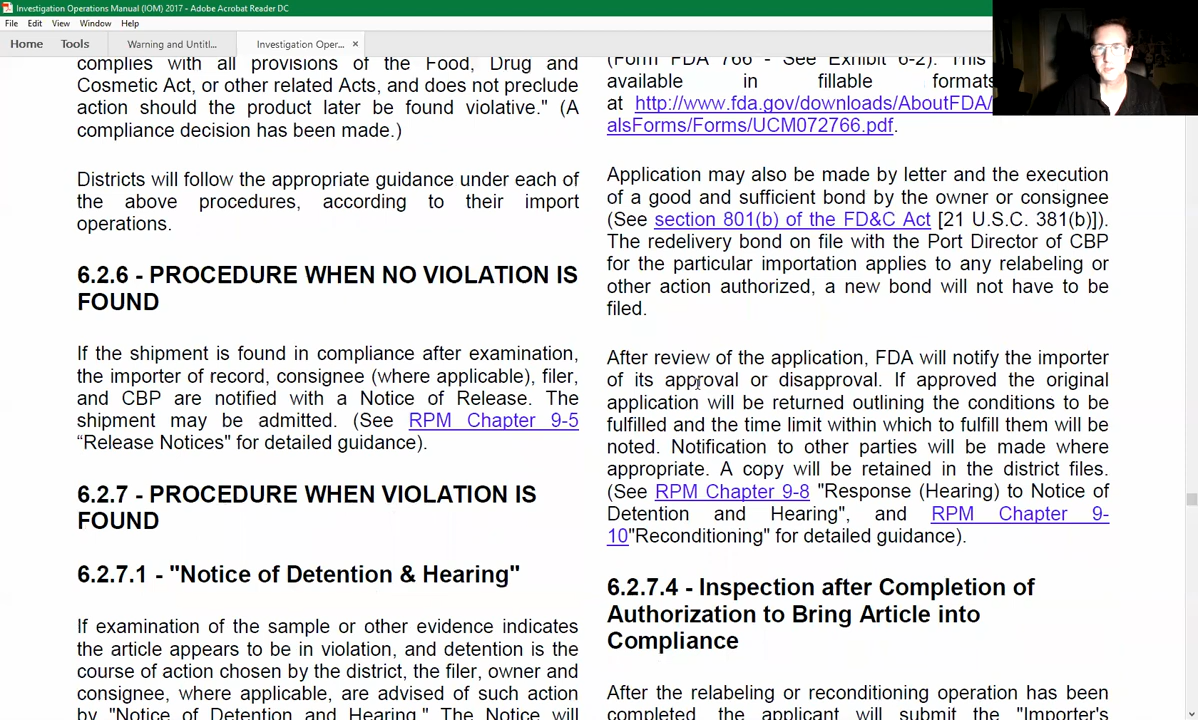 Investigation Operations Manual (IOM) 2017 - Adobe Acrobat Reader DC
File Edit View Window Help
Home Tools Warning and Untitl... Investigation Oper... ×
complies with all provisions of the Food, Drug and
Cosmetic Act, or other related Acts, and does not preclude
action should the product later be found violative." (A
compliance decision has been made.)
Districts will follow the appropriate guidance under each of
the above procedures, according to their import
operations.
6.2.6 - PROCEDURE WHEN NO VIOLATION IS
FOUND
If the shipment is found in compliance after examination,
the importer of record, consignee (where applicable), filer,
and CBP are notified with a Notice of Release. The
shipment may be admitted. (See RPM Chapter 9-5
“Release Notices" for detailed guidance).
6.2.7 - PROCEDURE WHEN VIOLATION IS
FOUND
6.2.7.1 - "Notice of Detention & Hearing"
If examination of the sample or other evidence indicates
the article appears to be in violation, and detention is the
course of action chosen by the district, the filer, owner and
consignee, where applicable, are advised of such action
by "Notice of Detention and Hearing." The Notice will
(Form FDA 766 - See Exhibit 6-2). This
available in fillable formats
at http://www.fda.gov/downloads/AboutFDA/
alsForms/Forms/UCM072766.pdf.
Application may also be made by letter and the execution
of a good and sufficient bond by the owner or consignee
(See section 801(b) of the FD&C Act [21 U.S.C. 381(b)]).
The redelivery bond on file with the Port Director of CBP
for the particular importation applies to any relabeling or
other action authorized, a new bond will not have to be
filed.
After review of the application, FDA will notify the importer
of its approval or disapproval. If approved the original
application will be returned outlining the conditions to be
fulfilled and the time limit within which to fulfill them will be
noted. Notification to other parties will be made where
appropriate. A copy will be retained in the district files.
(See RPM Chapter 9-8 "Response (Hearing) to Notice of
Detention and Hearing", and RPM Chapter 9-
10"Reconditioning" for detailed guidance).
6.2.7.4 - Inspection after Completion of
Authorization to Bring Article into
Compliance
After the relabeling or reconditioning operation has been
completed, the applicant will submit the "Importer's